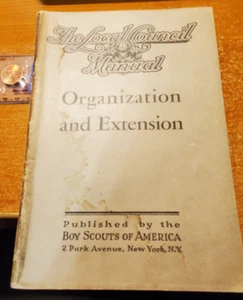 The Local Council
Manual
Organization
and Extension
Published by the
BOY SCOUTS OF AMERICA
2 Park Avenue, New York, N.Y.